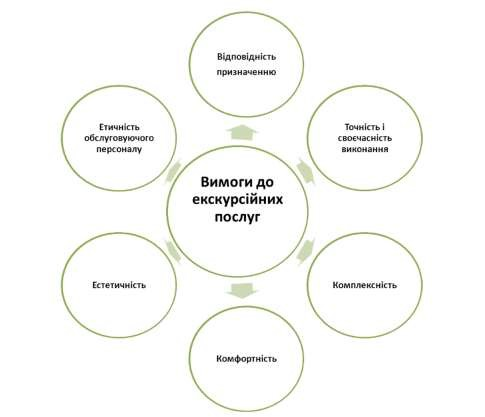 Відповідність
призначенню
Етичність
обслуговуючого
персоналу
Точність і
своєчасність
виконання
Вимоги до
екскурсійних
послуг
Естетичність
Комплексність
Комфортність